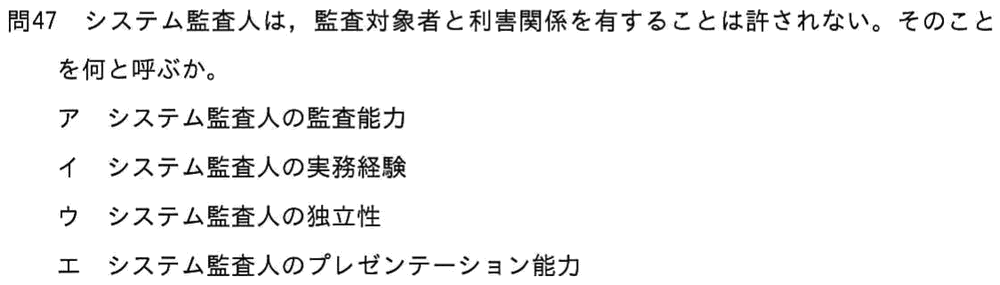 問47　システム監査人は，監査対象者と利害関係を有することは許されない。そのこと
を何と呼ぶか。
ア　システム監査人の監査能力
イ　システム監査人の実務経験
ウ　システム監査人の独立性
エ　システム監査人のプレゼンテーション能力